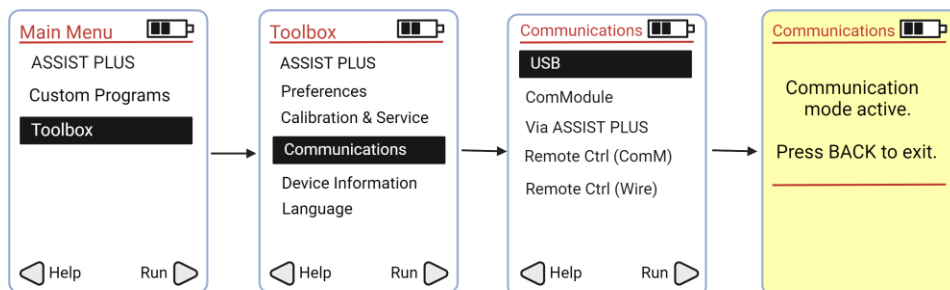 Main Menu
ASSIST PLUS
Custom Programs
Toolbox
Help
Run
Toolbox
ASSIST PLUS
Preferences
Calibration & Service
Communications
Device Information
Language
Help
Run
Communications
USB
ComModule
Via ASSIST PLUS
Remote Ctrl (ComM)
Remote Ctrl (Wire)
Help
Run
Communications
Communication
mode active.
Press BACK to exit.